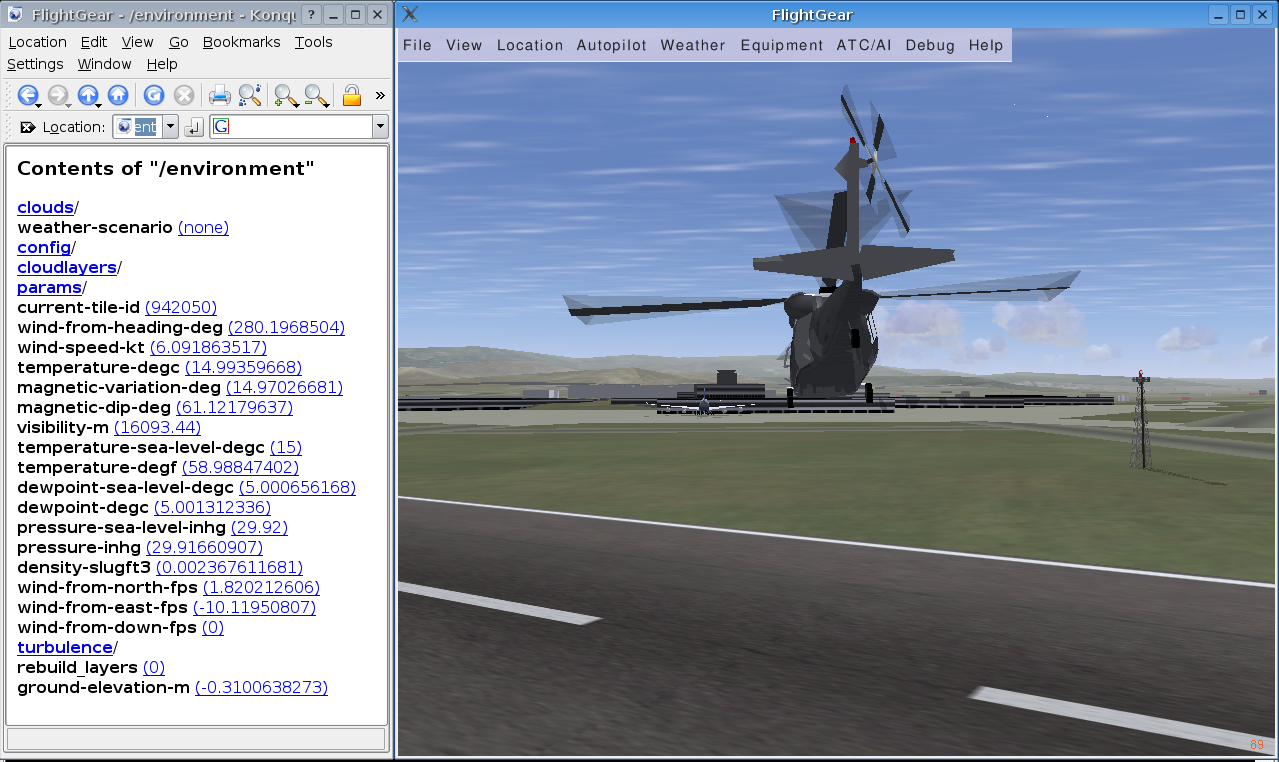 FlightGear - /environment - Konqu
Location Edit View Go Bookmarks Tools
Settings Window Help
Location: ent G
Contents of "/environment"
clouds/
weather-scenario (none)
config/
cloudlayers/
params/
current-tile-id (942050)
wind-from-heading-deg (280.1968504)
wind-speed-kt (6.091863517)
temperature-degc (14.99359668)
magnetic-variation-deg (14.97026681)
magnetic-dip-deg (61.12179637)
visibility-m (16093.44)
temperature-sea-level-degc (15)
temperature-degf (58.98847402)
dewpoint-sea-level-degc (5.000656168)
dewpoint-degc (5.001312336)
pressure-sea-level-inhg (29.92)
pressure-inhg (29.91660907)
density-slugft3 (0.002367611681)
wind-from-north-fps (1.820212606)
wind-from-east-fps (-10.11950807)
wind-from-down-fps (0)
turbulence/
rebuild_layers (0)
ground-elevation-m (-0.3100638273)
FlightGear
File View Location Autopilot Weather Equipment ATC/AI Debug Help